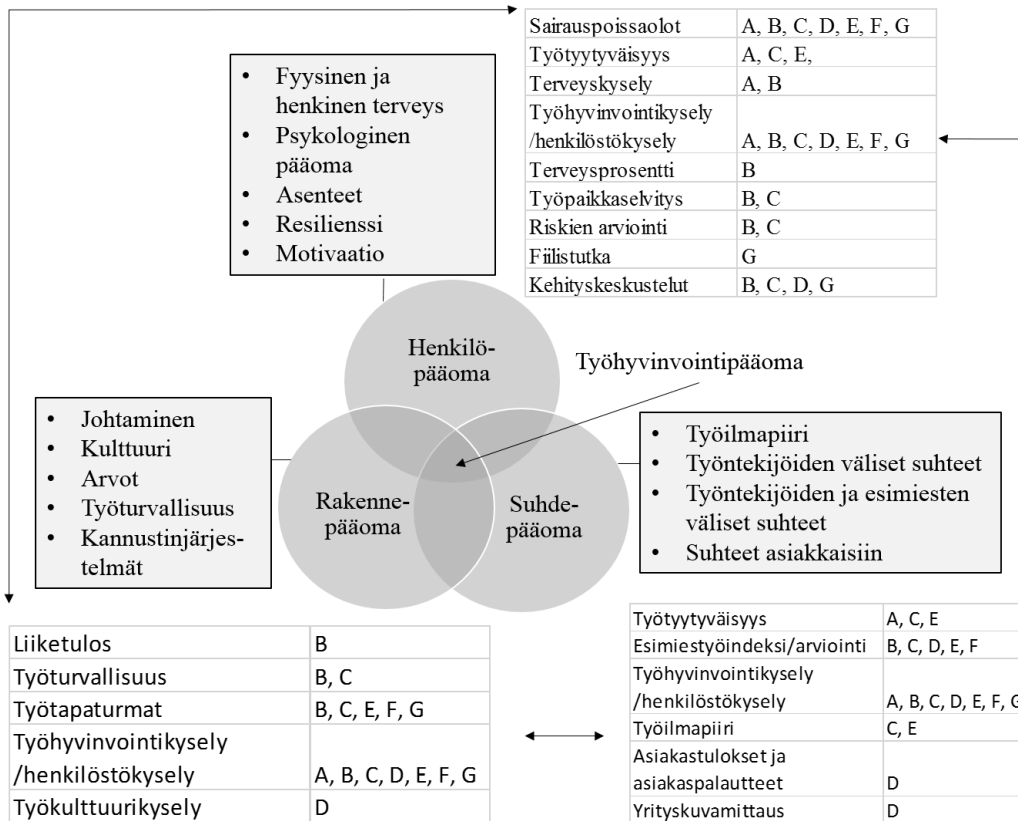 Sairauspoissaolot A, B, C, D, E, F, G
Työtyytyväisyys A, C, E,
Terveyskysely A, B
Työhyvinvointikysely
/henkilöstökysely A, B, C, D, E, F, G
Terveysprosentti B
Työpaikkaselvitys B, C
Riskien arviointi B, C
Fiilistutka G
Kehityskeskustelut B, C, D, G
• Fyysinen ja
henkinen terveys
• Psykologinen
pääoma
• Asenteet
• Resilienssi
• Motivaatio
Henkilö-
pääoma
Työhyvinvointipääoma
• Johtaminen
• Kulttuuri
• Arvot
• Työturvallisuus
• Kannustinjärjes-
telmät
Rakenne-
pääoma
Suhde-
pääoma
• Työilmapiiri
• Työntekijöiden väliset suhteet
• Työntekijöiden ja esimiesten
väliset suhteet
• Suhteet asiakkaisiin
Liiketulos B
Työturvallisuus B, C
Työtapaturmat B, C, E, F, G
Työhyvinvointikysely
/henkilöstökysely A, B, C, D, E, F, G
Työkulttuurikysely D
Työtyytyväisyys A, C, E
Esimiestyöindeksi/arviointi B, C, D, E, F
Työhyvinvointikysely
/henkilöstökysely A, B, C, D, E, F, G
Työilmapiiri C, E
Asiakastulokset ja
asiakaspalautteet D
Yrityskuvamittaus D